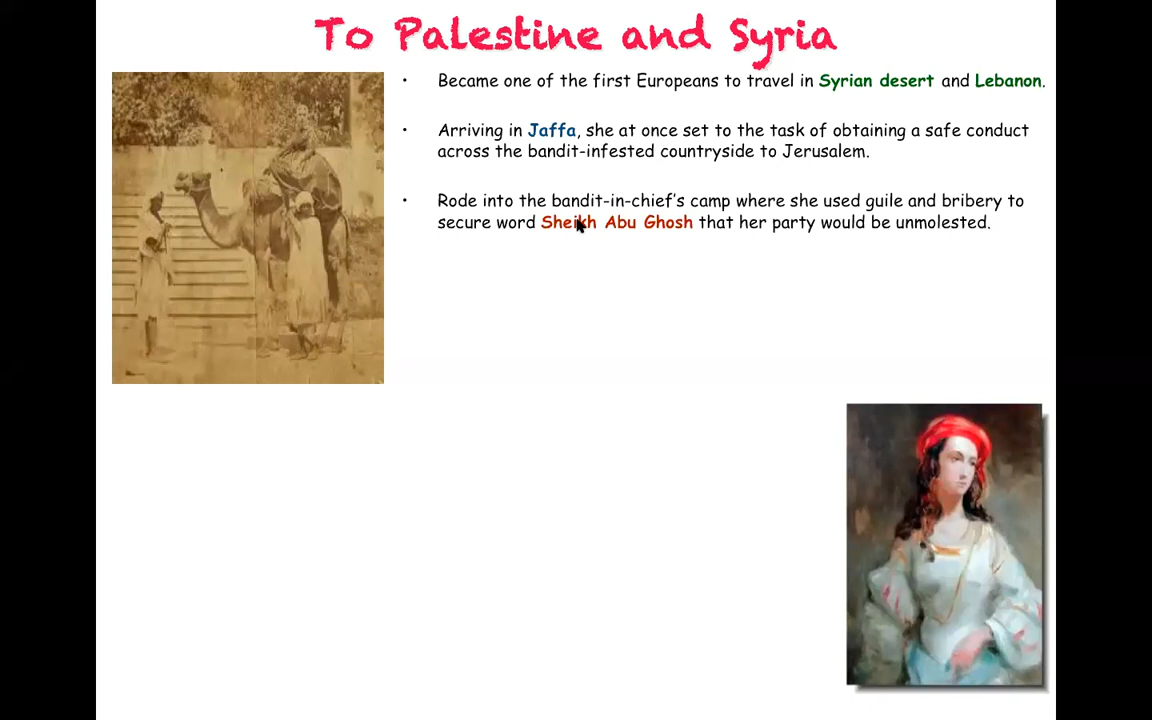 To Palestine and Syria
• Became one of the first Europeans to travel in Syrian desert and Lebanon.
• Arriving in Jaffa, she at once set to the task of obtaining a safe conduct
across the bandit-infested countryside to Jerusalem.
• Rode into the bandit-in-chief's camp where she used guile and bribery to
secure word Sheikh Abu Ghosh that her party would be unmolested.